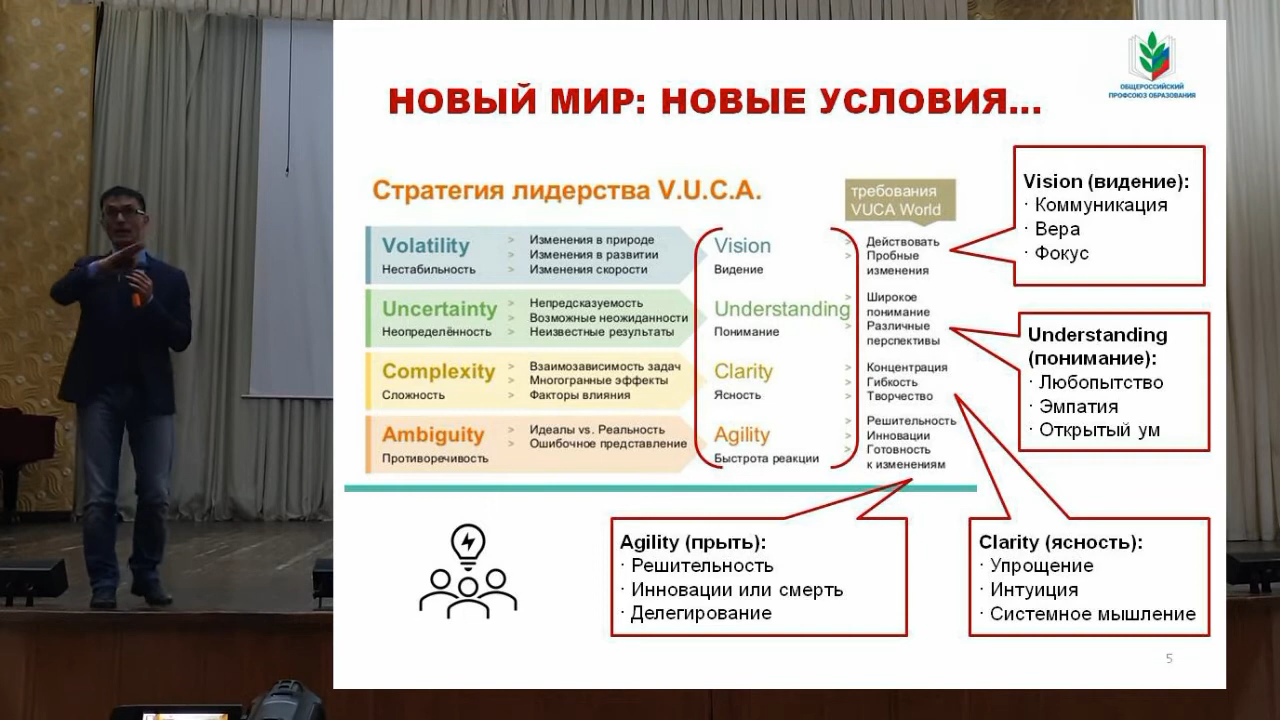 ОБЩЕРОССИЙСКИЙ
ПРОФСОЮЗ ОБРАЗОВАНИЯ
НОВЫЙ МИР: НОВЫЕ УСЛОВИЯ...
Стратегия лидерства V.U.C.A.
требования
VUCA World
Volatility
Нестабильность
> Изменения в природе
> Изменения в развитии
> Изменения скорости
Vision
Видение
> Действовать
> Пробные
изменения
Uncertainty
Неопределённость
> Непредсказуемость
> Возможные неожиданности
> Неизвестные результаты
Understanding
Понимание
> Широкое
понимание
> Различные
перспективы
Complexity
Сложность
> Взаимозависимость задач
> Многогранные эффекты
> Факторы влияния
Clarity
Ясность
> Концентрация
> Гибкость
> Творчество
Ambiguity
Противоречивость
> Идеалы vs. Реальность
> Ошибочное представление
Agility
Быстрота реакции
> Решительность
> Инновации
> Готовность
к изменениям
Vision (видение):
· Коммуникация
· Вера
· Фокус
Understanding
(понимание):
· Любопытство
· Эмпатия
· Открытый ум
Agility (прыть):
· Решительность
· Инновации или смерть
· Делегирование
Clarity (ясность):
· Упрощение
· Интуиция
· Системное мышление
5